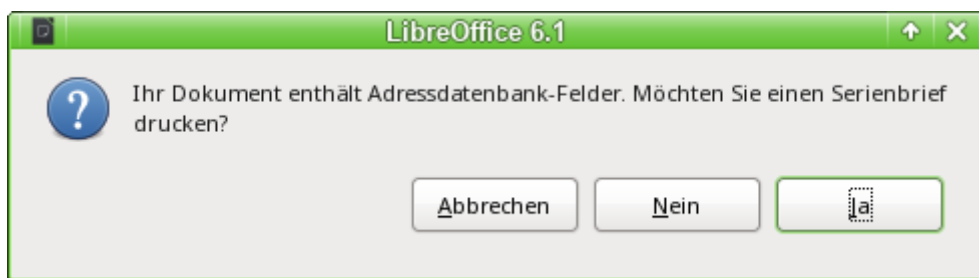 LibreOffice 6.1
Ihr Dokument enthält Adressdatenbank-Felder. Möchten Sie einen Serienbrief
drucken?
Abbrechen Nein Ja